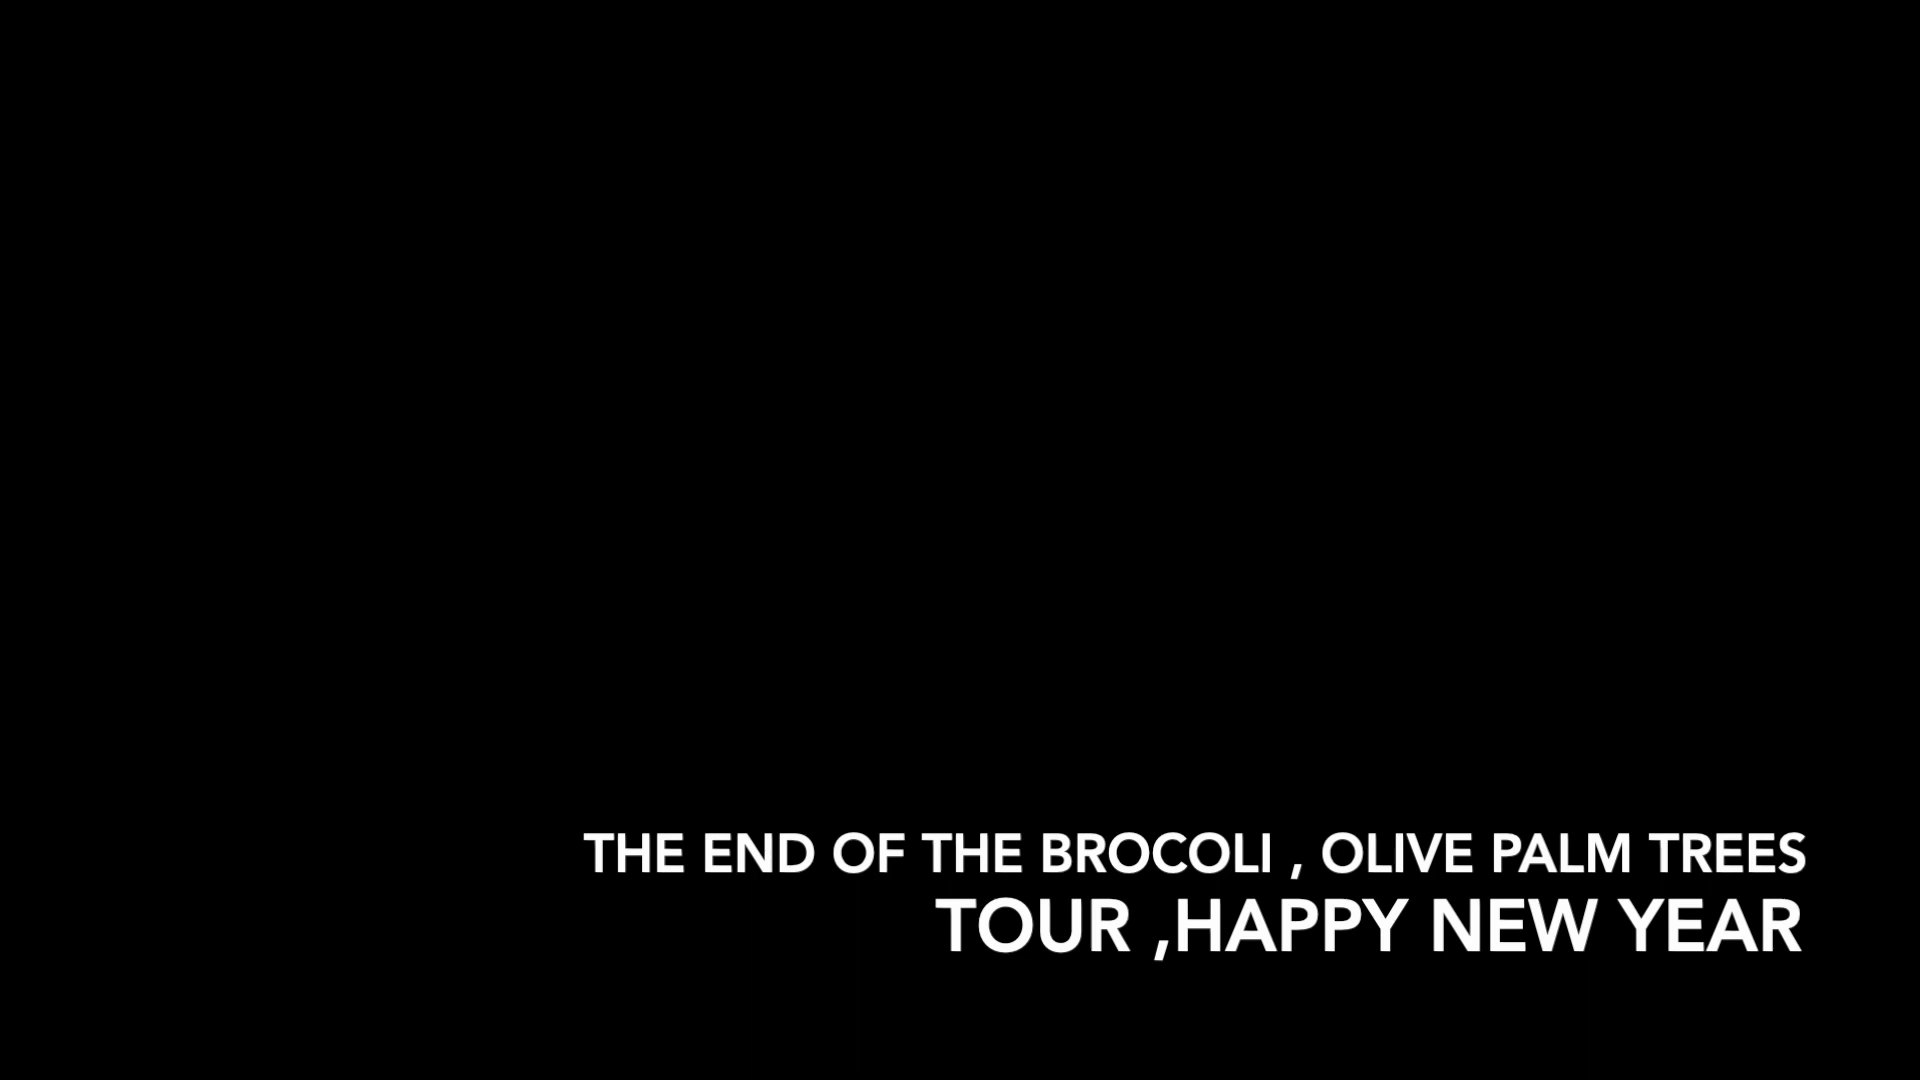 THE END OF THE BROCOLI , OLIVE PALM TREES
TOUR ,HAPPY NEW YEAR